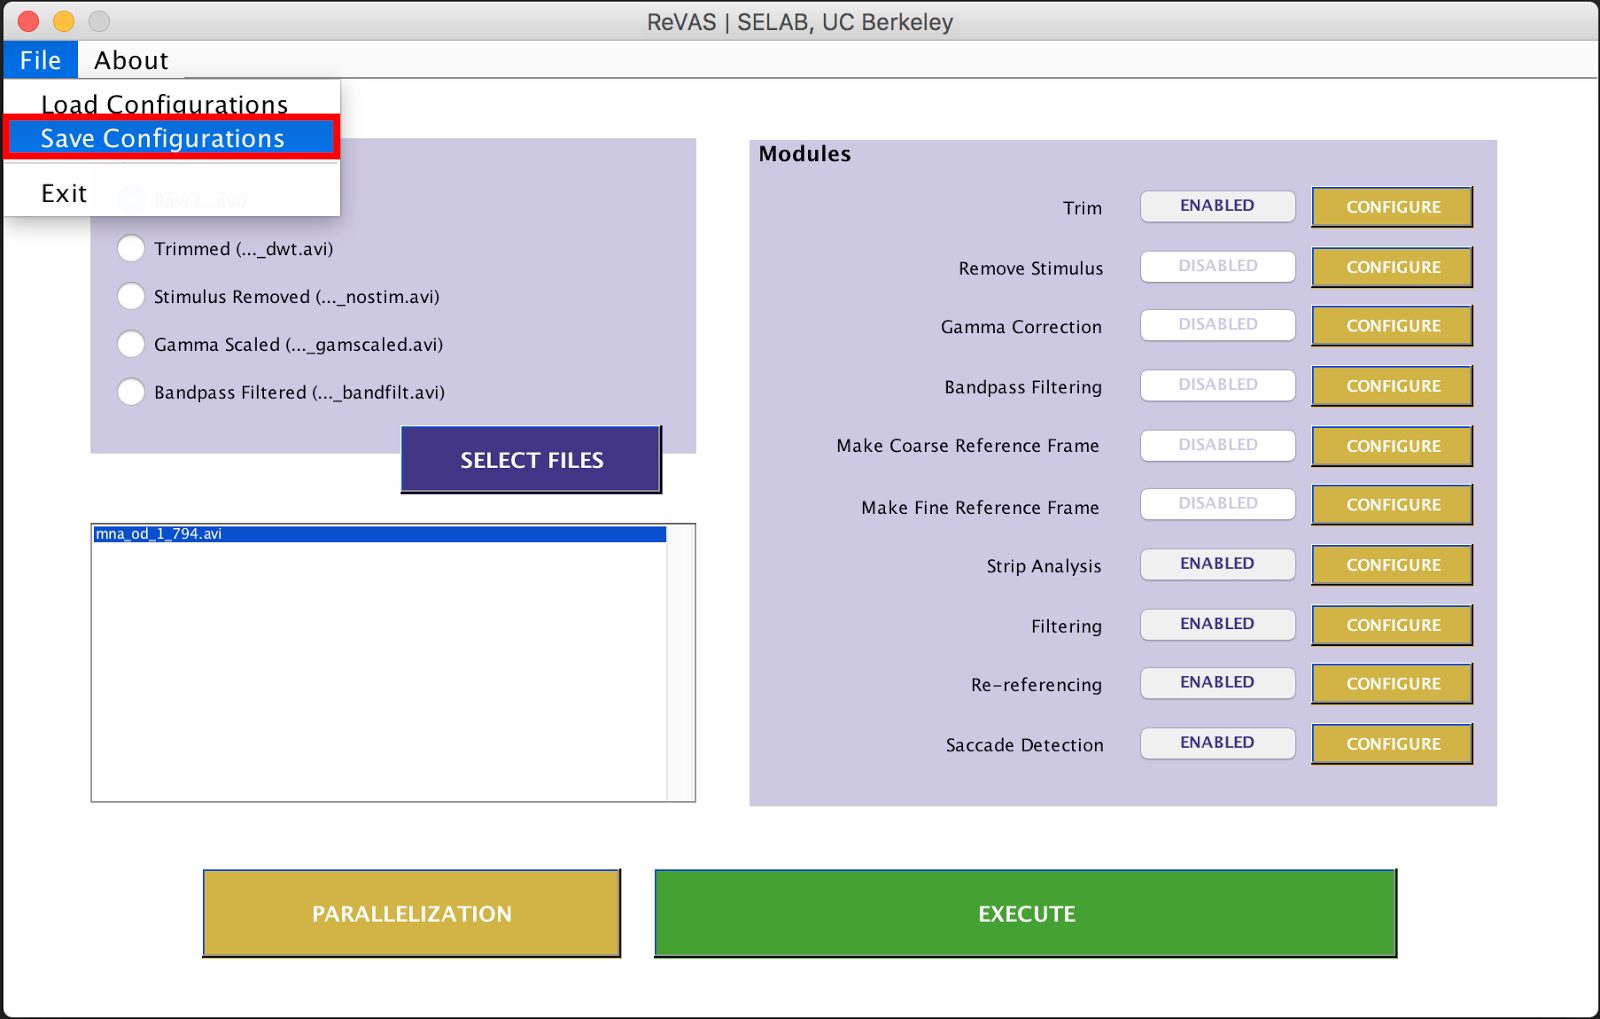 ReVAS | SELAB, UC Berkeley
File About
Load Configurations
Save Configurations
Exit
Raw (...avi)
Trimmed (..._dwt.avi)
Stimulus Removed (..._nostim.avi)
Gamma Scaled (..._gamscaled.avi)
Bandpass Filtered (..._bandfilt.avi)
SELECT FILES
mna_od_1_794.avi
Modules
Trim ENABLED CONFIGURE
Remove Stimulus DISABLED CONFIGURE
Gamma Correction DISABLED CONFIGURE
Bandpass Filtering DISABLED CONFIGURE
Make Coarse Reference Frame DISABLED CONFIGURE
Make Fine Reference Frame DISABLED CONFIGURE
Strip Analysis ENABLED CONFIGURE
Filtering ENABLED CONFIGURE
Re-referencing ENABLED CONFIGURE
Saccade Detection ENABLED CONFIGURE
PARALLELIZATION
EXECUTE